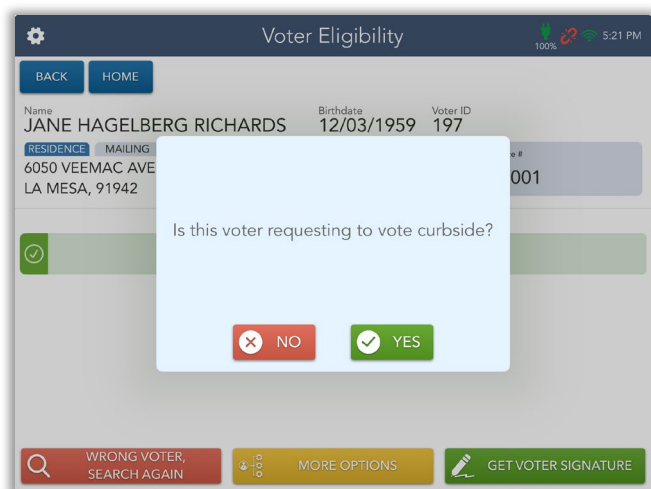 Voter Eligibility
100%
5:21 PM
BACK
HOME
Name
Birthdate
Voter ID
JANE HAGELBERG RICHARDS
12/03/1959
197
RESIDENCE
MAILING
6050 VEEMAC AVE
LA MESA, 91942
e #
001
Is this voter requesting to vote curbside?
NO
YES
WRONG VOTER,
SEARCH AGAIN
MORE OPTIONS
GET VOTER SIGNATURE